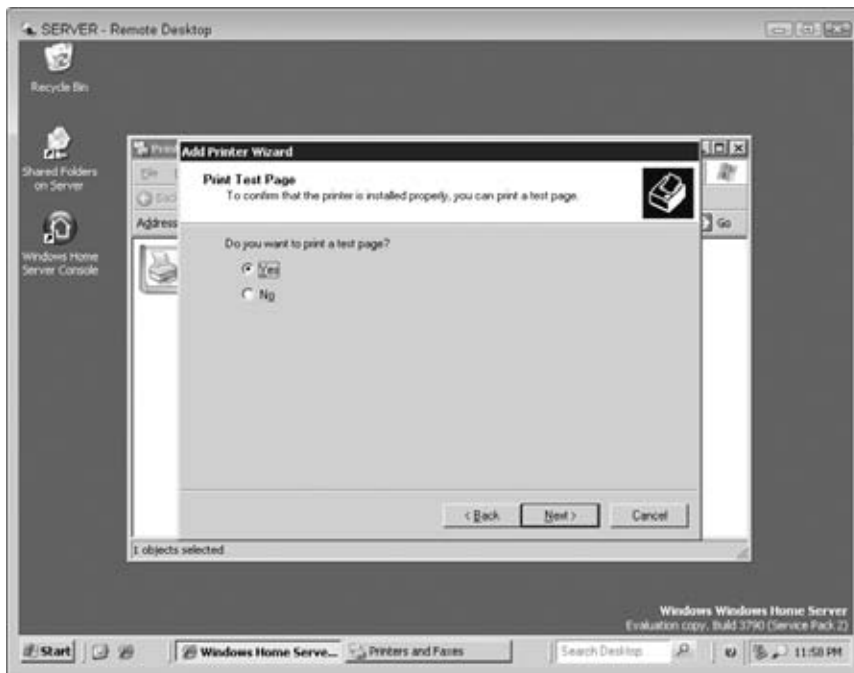 SERVER - Remote Desktop
Recycle Bin
Shared Folders
on Server
Windows Home
Server Console
Add Printer Wizard
Print Test Page
To confirm that the printer is installed properly, you can print a test page.
Address
Go
Do you want to print a test page?
Yes
No
< Back
Next >
Cancel
1 objects selected
Windows Windows Home Server
Evaluation copy. Build 3790 (Service Pack 2)
Start
Windows Home Serve...
Printers and Faxes
Search Desktop
11:58 PM